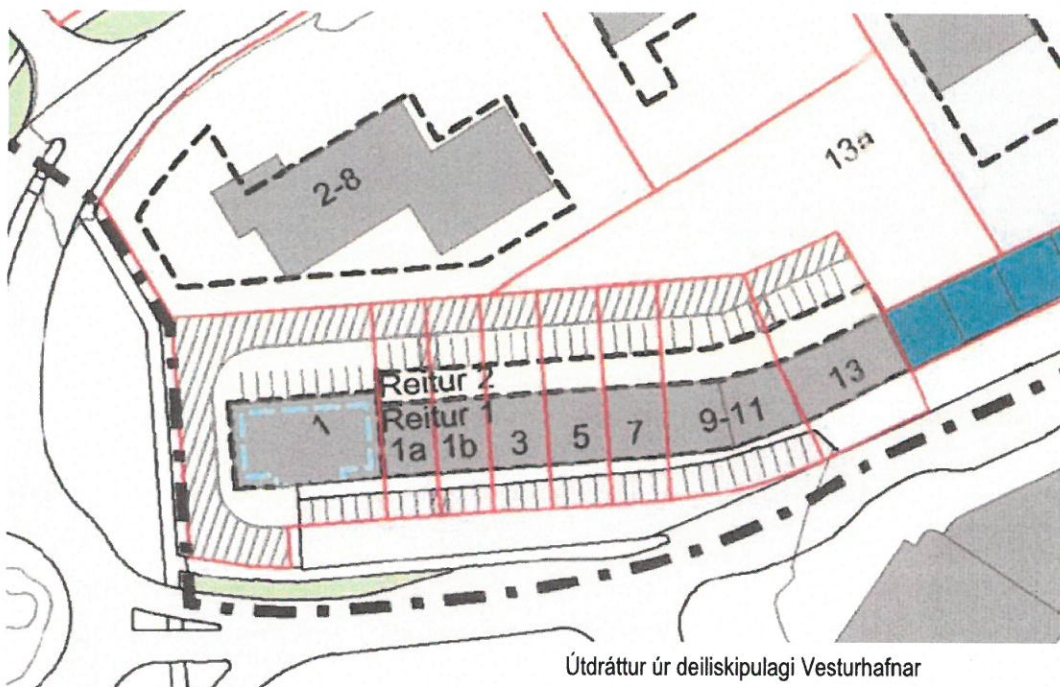 13a
2-8
Reitur 2
Reitur 1
1
1a
1b
3
5
7
9-11
13
Útdráttur úr deiliskipulagi Vesturhafnar